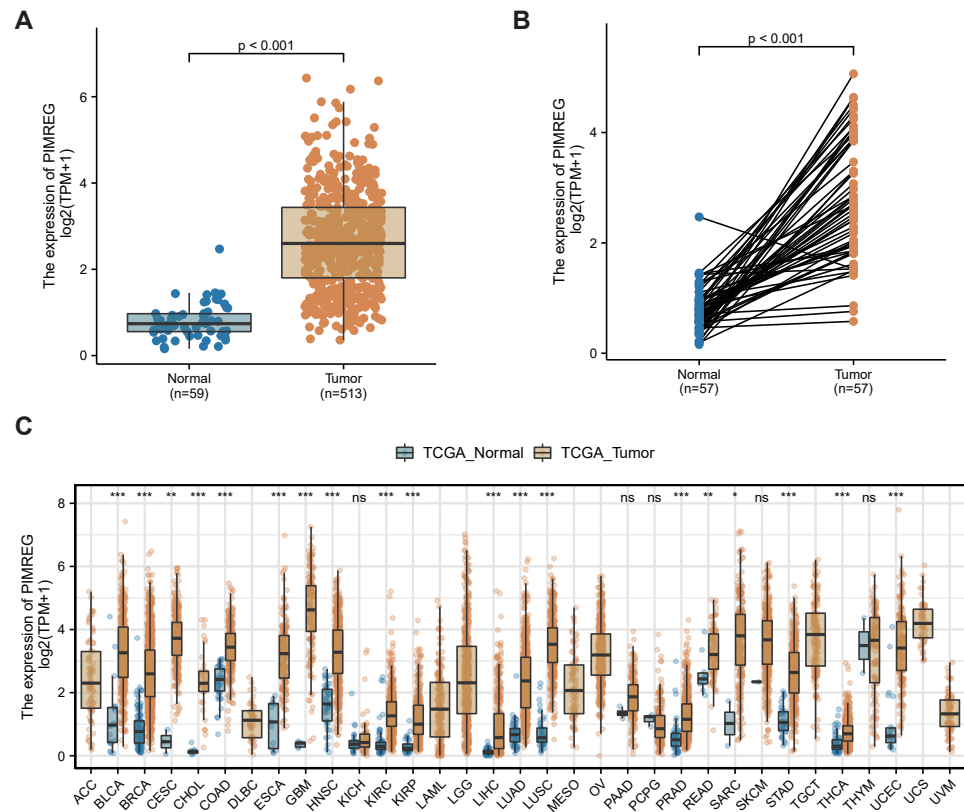 A
p < 0.001
The expression of PIMREG
log2(TPM+1)
6
4
2
0
Normal
(n=59)
Tumor
(n=513)
B
p < 0.001
The expression of PIMREG
log2(TPM+1)
4
2
0
Normal
(n=57)
Tumor
(n=57)
C
TCGA_Normal TCGA_Tumor
The expression of PIMREG
log2(TPM+1)
8
6
4
2
0
*** *** ** *** *** *** *** *** ns *** *** *** *** *** ns ns *** ** * ns *** *** ns ***
ACC BLCA BRCA CESC CHOL COAD DLBC ESCA GBM HNSC KICH KIRC KIRP LAML LGG LIHC LUAD LUSC MESO OV PAAD PCPG PRAD READ SARC SKCM STAD TGCT THCA THYM UCEC UCS UVM